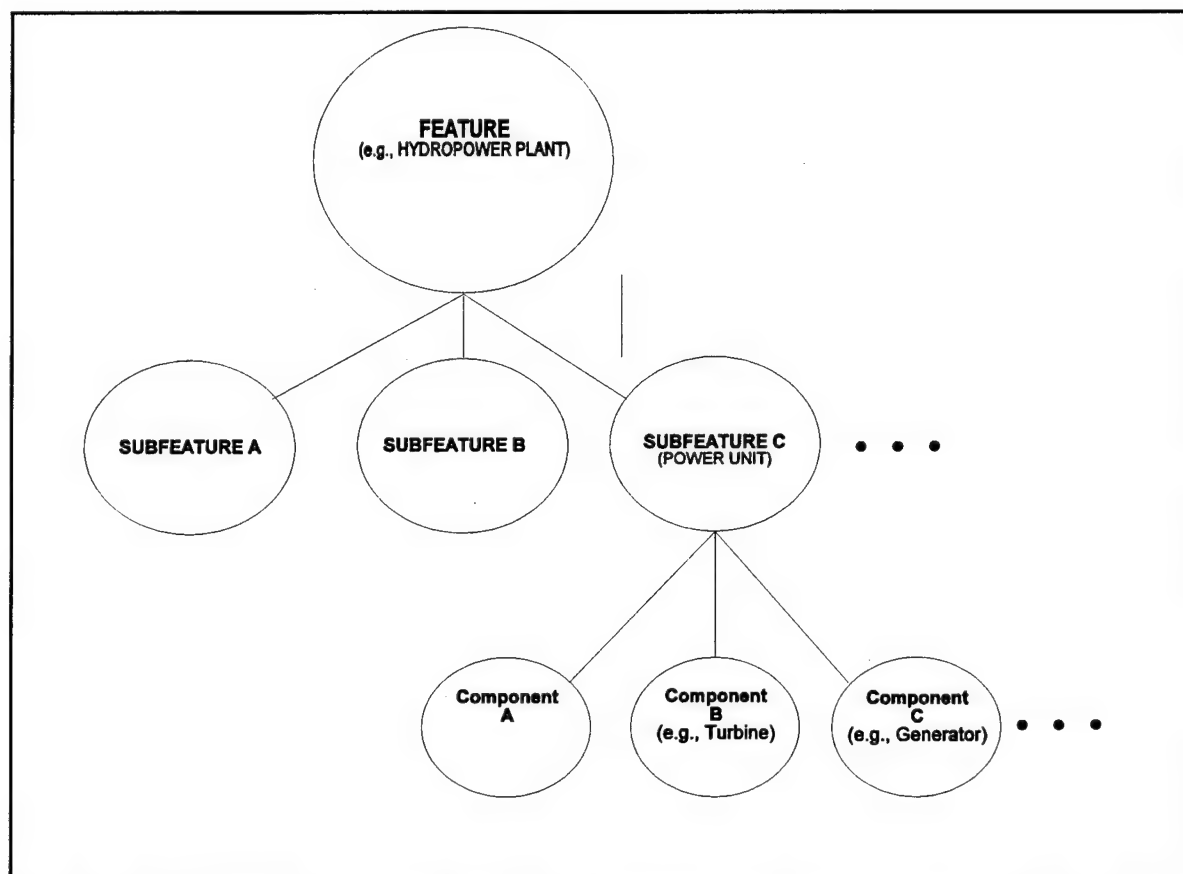 FEATURE
(e.g., HYDROPOWER PLANT)
SUBFEATURE A
SUBFEATURE B
SUBFEATURE C
(POWER UNIT)
• • •
Component
A
Component
B
(e.g., Turbine)
Component
C
(e.g., Generator)
• • •